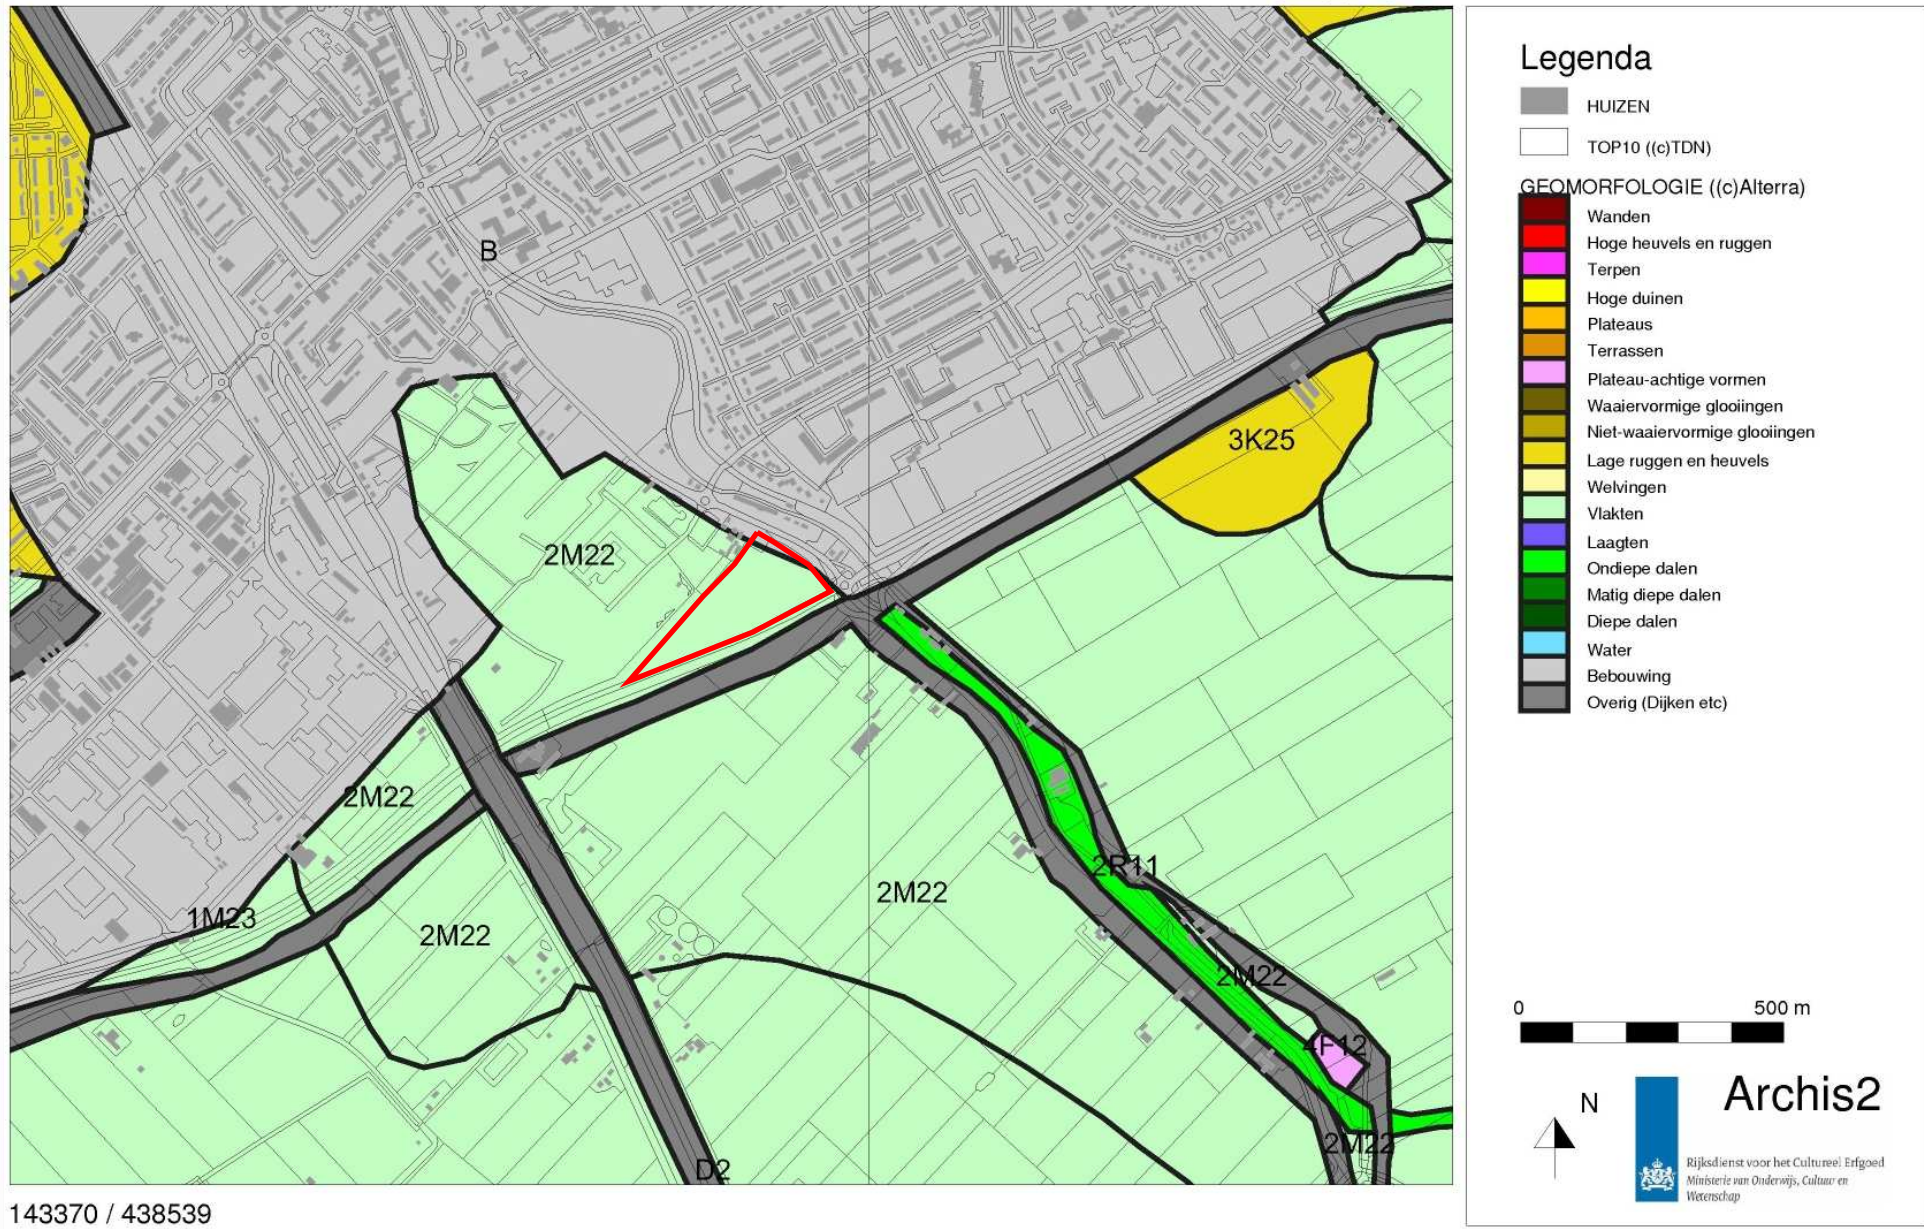 B
3K25
2M22
2M22
1M23
2M22
2M22
2R11
2M22
4F12
2M22
D2
143370 / 438539
Legenda
HUIZEN
TOP10 ((c)TDN)
GEOMORFOLOGIE ((c)Alterra)
Wanden
Hoge heuvels en ruggen
Terpen
Hoge duinen
Plateaus
Terrassen
Plateau-achtige vormen
Waaiervormige glooiingen
Niet-waaiervormige glooiingen
Lage ruggen en heuvels
Welvingen
Vlakten
Laagten
Ondiepe dalen
Matig diepe dalen
Diepe dalen
Water
Bebouwing
Overig (Dijken etc)
0 500 m
N
Archis2
Rijksdienst voor het Cultureel Erfgoed
Ministerie van Onderwijs, Cultuur en
Wetenschap